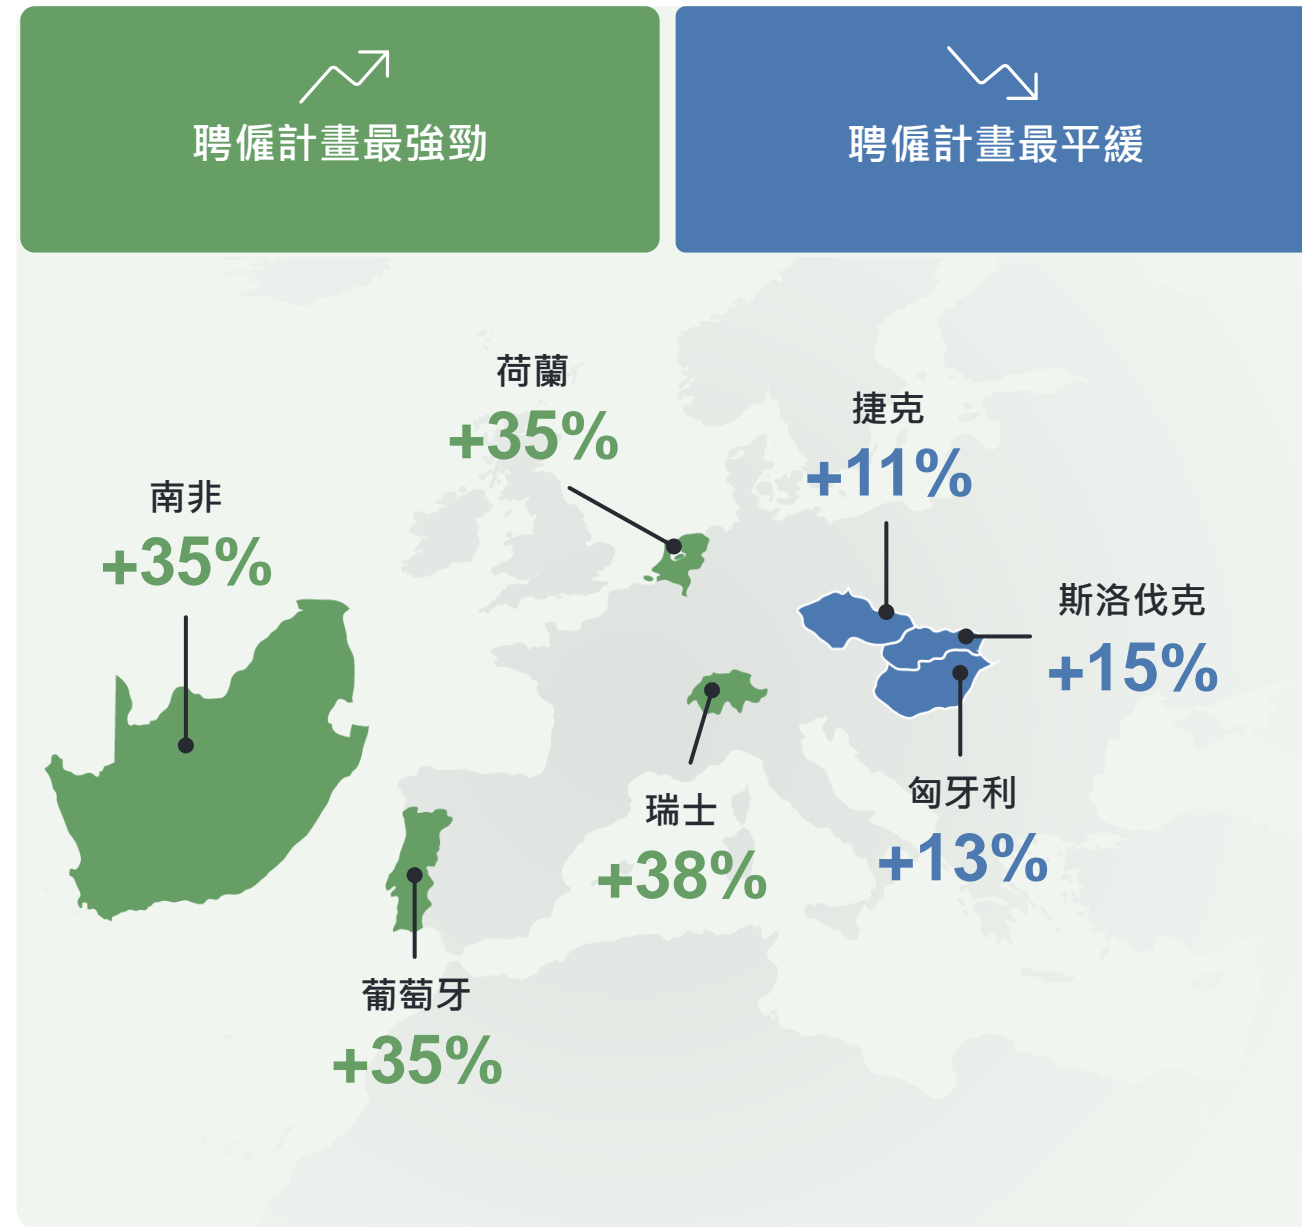 聘僱計畫最強勁
聘僱計畫最平緩
荷蘭
+35%
捷克
+11%
南非
+35%
斯洛伐克
+15%
匈牙利
+13%
瑞士
+38%
葡萄牙
+35%